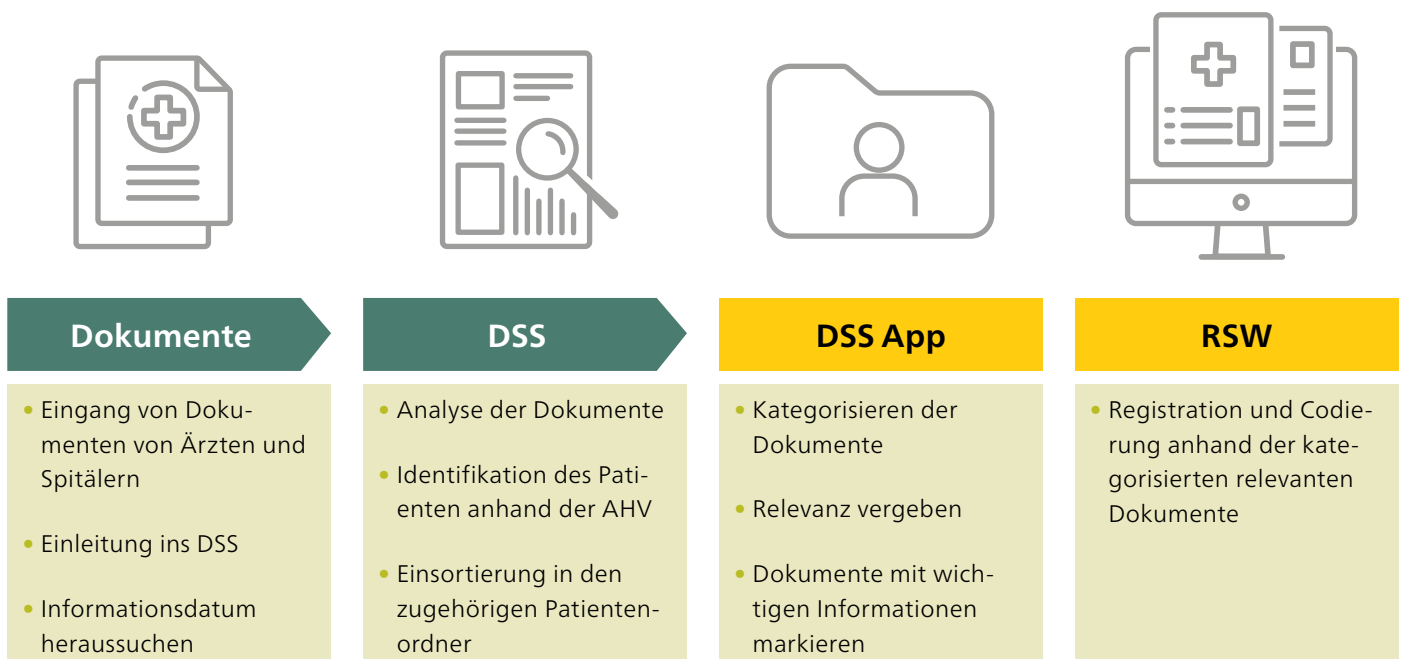 Dokumente
• Eingang von Doku-
menten von Ärzten und
Spitälern
• Einleitung ins DSS
• Informationsdatum
heraussuchen
DSS
• Analyse der Dokumente
• Identifikation des Pati-
enten anhand der AHV
• Einsortierung in den
zugehörigen Patienten-
ordner
DSS App
• Kategorisieren der
Dokumente
• Relevanz vergeben
• Dokumente mit wich-
tigen Informationen
markieren
RSW
• Registration und Codie-
rung anhand der kate-
gorisierten relevanten
Dokumente